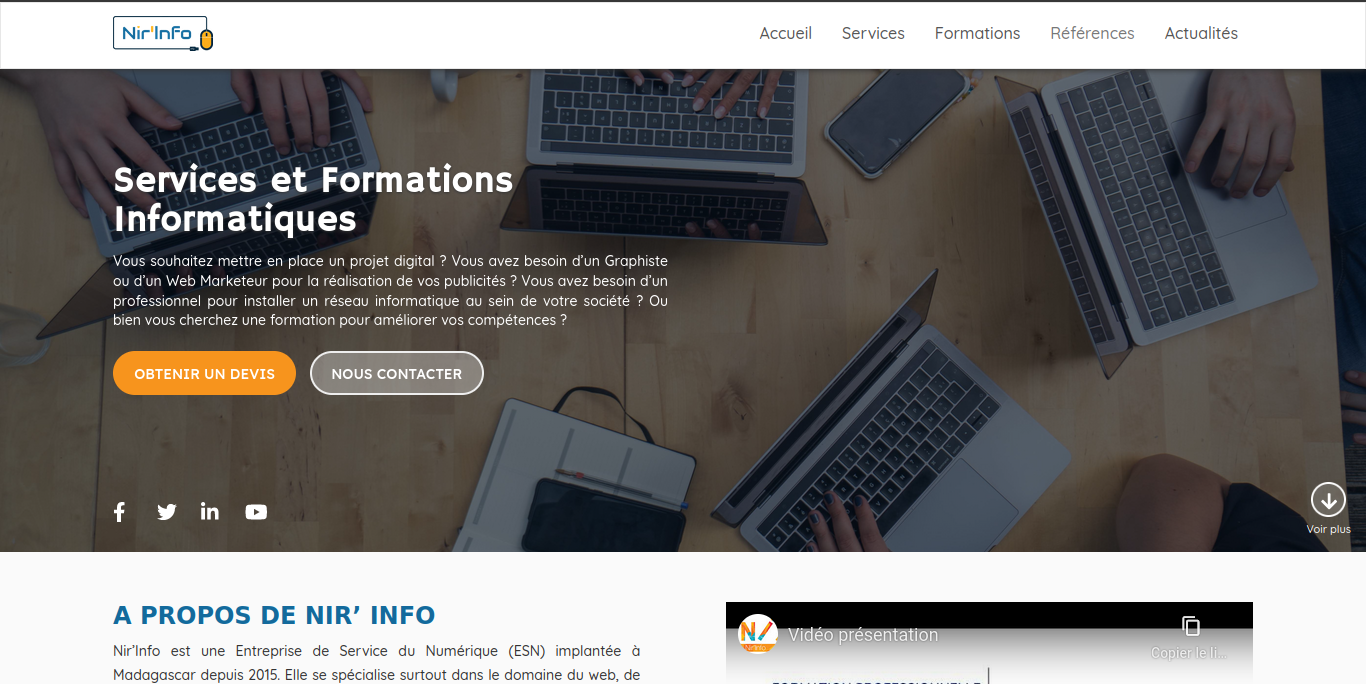 Nir'Info
Accueil Services Formations Références Actualités
Services et Formations
Informatiques
Vous souhaitez mettre en place un projet digital ? Vous avez besoin d’un Graphiste
ou d’un Web Marketeur pour la réalisation de vos publicités ? Vous avez besoin d’un
professionnel pour installer un réseau informatique au sein de votre société ? Ou
bien vous cherchez une formation pour améliorer vos compétences ?
OBTENIR UN DEVIS NOUS CONTACTER
Voir plus
A PROPOS DE NIR’ INFO
Nir’Info est une Entreprise de Service du Numérique (ESN) implantée à
Madagascar depuis 2015. Elle se spécialise surtout dans le domaine du web, de
Vidéo présentation
Copier le li...